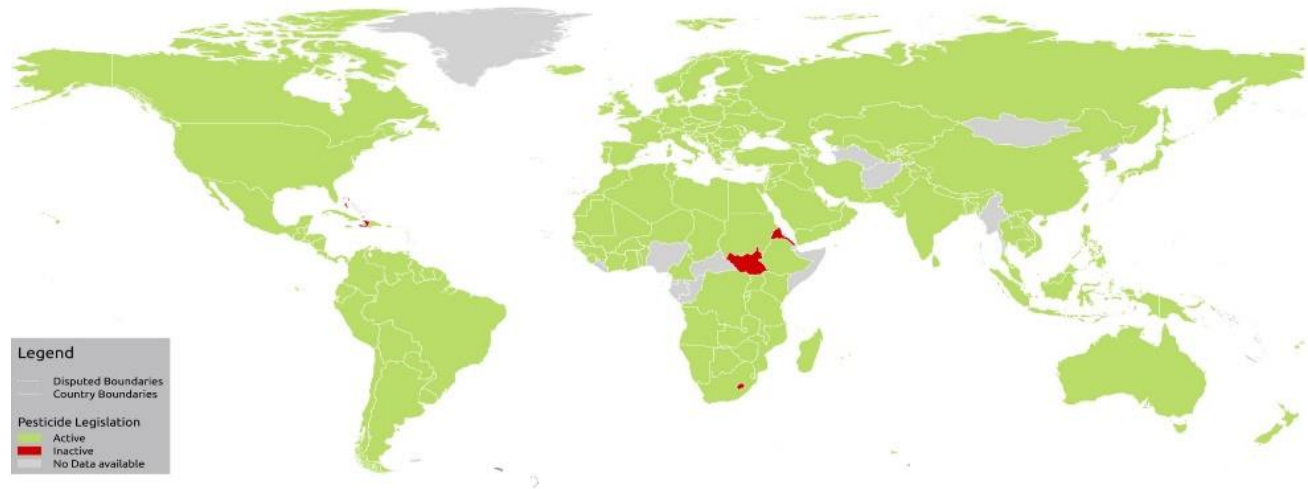 Legend
Disputed Boundaries
Country Boundaries
Pesticide Legislation
Active
Inactive
No Data available